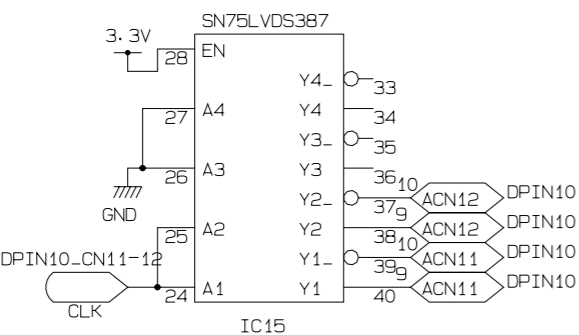 SN75LVDS387
3.3V
28 EN
Y4_ 33
27 A4 Y4 34
Y3_ 35
26 A3 Y3 36
GND
Y2_ 37 10 ACN12 DPIN10
25 A2 Y2 38 9 ACN12 DPIN10
DPIN10_CN11-12
Y1_ 39 10 ACN11 DPIN10
24 A1 Y1 40 9 ACN11 DPIN10
CLK
IC15